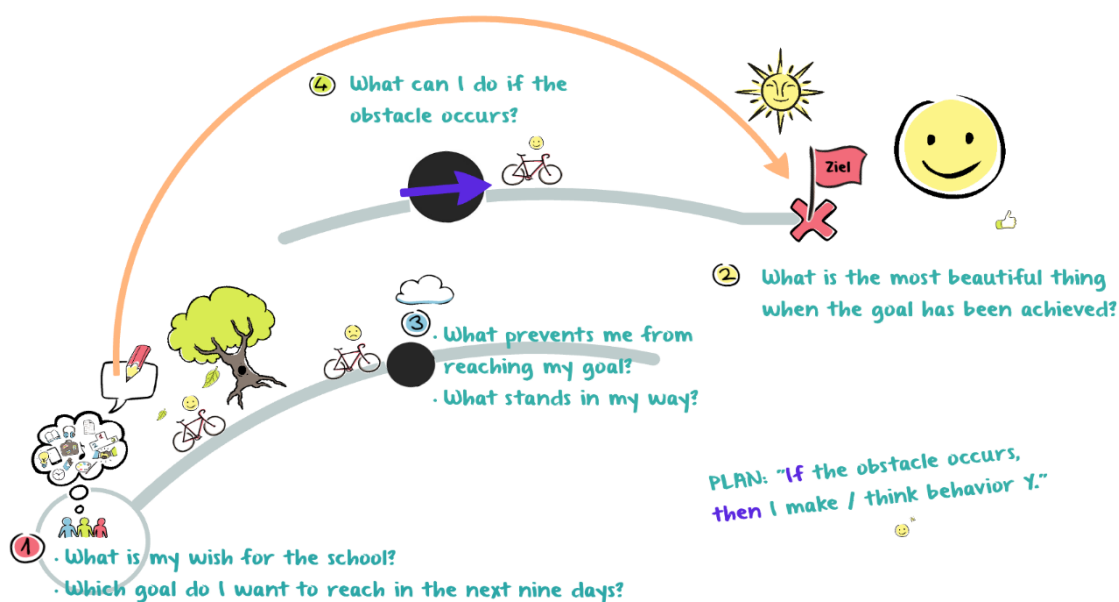 4 What can I do if the
obstacle occurs?
Ziel
2 What is the most beautiful thing
when the goal has been achieved?
3
· What prevents me from
reaching my goal?
· What stands in my way?
PLAN: "If the obstacle occurs,
then I make / think behavior Y."
1
· What is my wish for the school?
· Which goal do I want to reach in the next nine days?